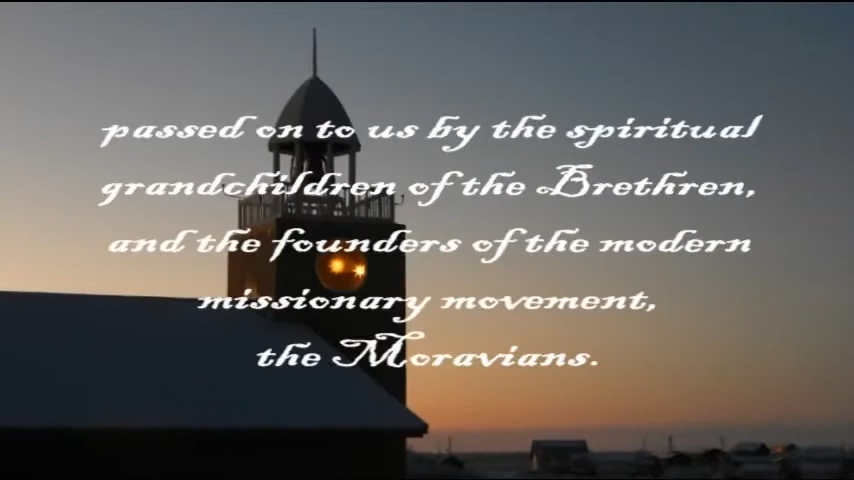 passed on to us by the spiritual
grandchildren of the Brethren,
and the founders of the modern
missionary movement,
the Moravians.